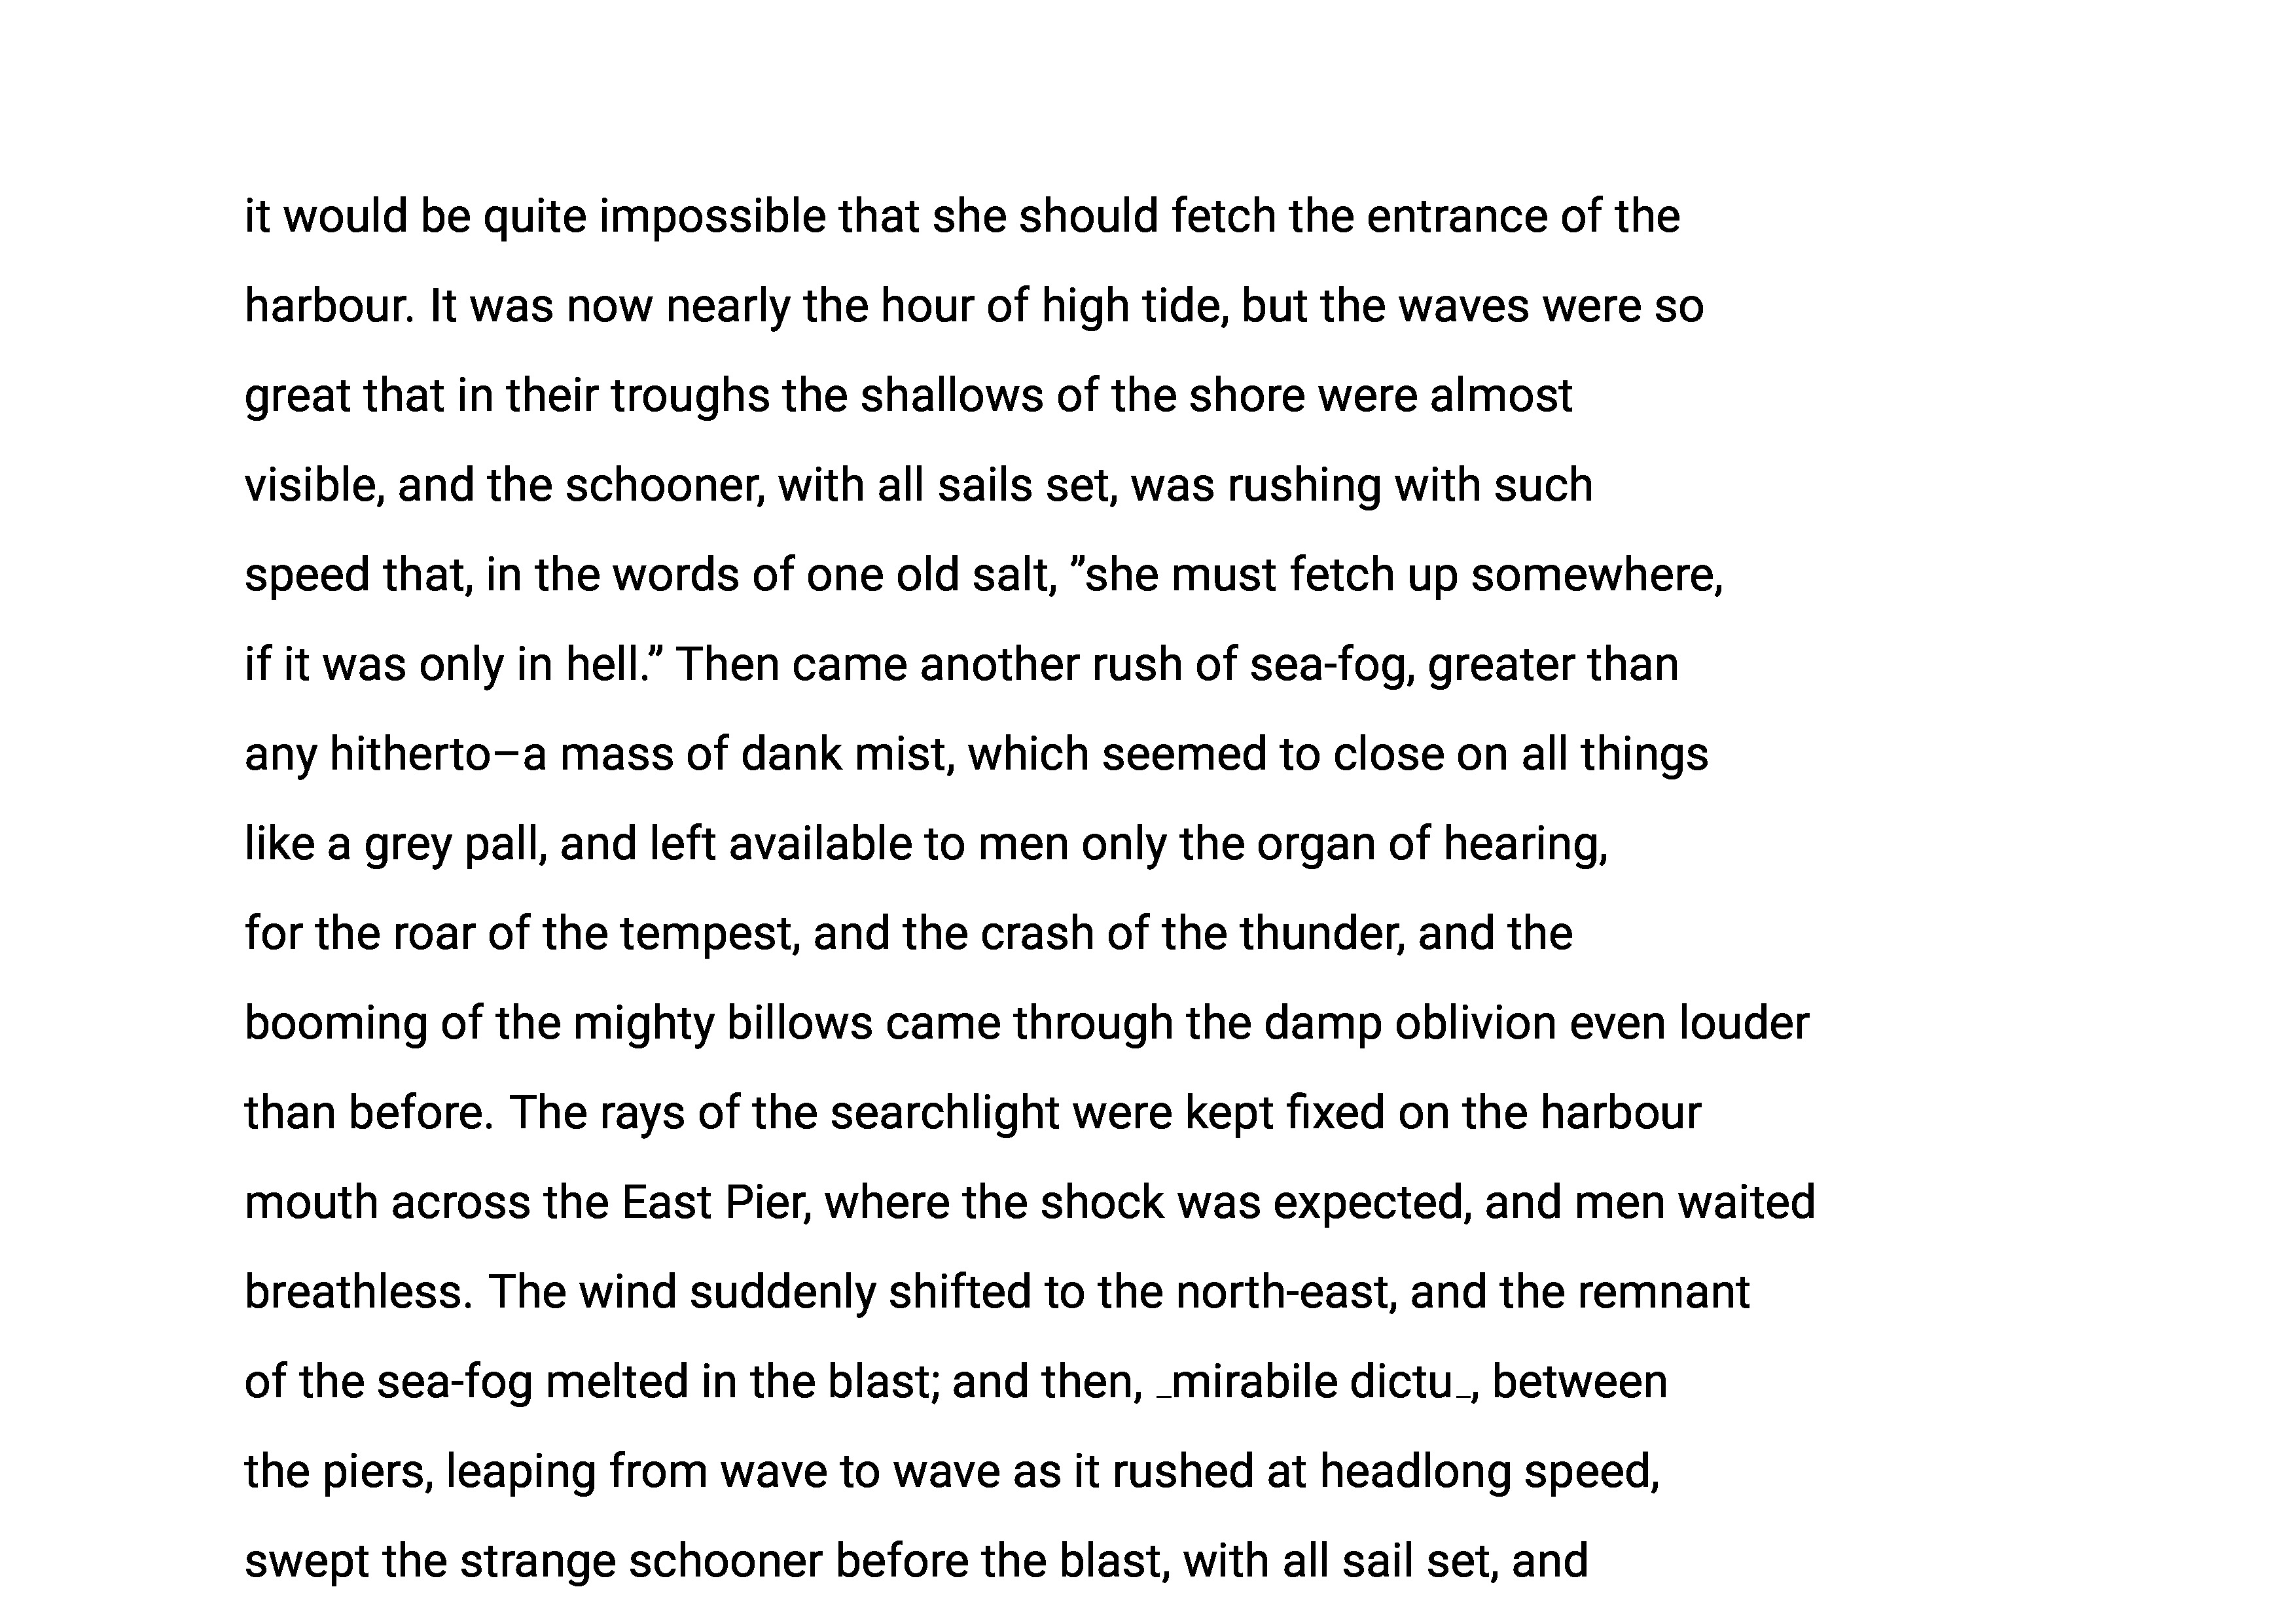 it would be quite impossible that she should fetch the entrance of the
harbour. It was now nearly the hour of high tide, but the waves were so
great that in their troughs the shallows of the shore were almost
visible, and the schooner, with all sails set, was rushing with such
speed that, in the words of one old salt, ”she must fetch up somewhere,
if it was only in hell.” Then came another rush of sea-fog, greater than
any hitherto–a mass of dank mist, which seemed to close on all things
like a grey pall, and left available to men only the organ of hearing,
for the roar of the tempest, and the crash of the thunder, and the
booming of the mighty billows came through the damp oblivion even louder
than before. The rays of the searchlight were kept fixed on the harbour
mouth across the East Pier, where the shock was expected, and men waited
breathless. The wind suddenly shifted to the north-east, and the remnant
of the sea-fog melted in the blast; and then, _mirabile dictu_, between
the piers, leaping from wave to wave as it rushed at headlong speed,
swept the strange schooner before the blast, with all sail set, and